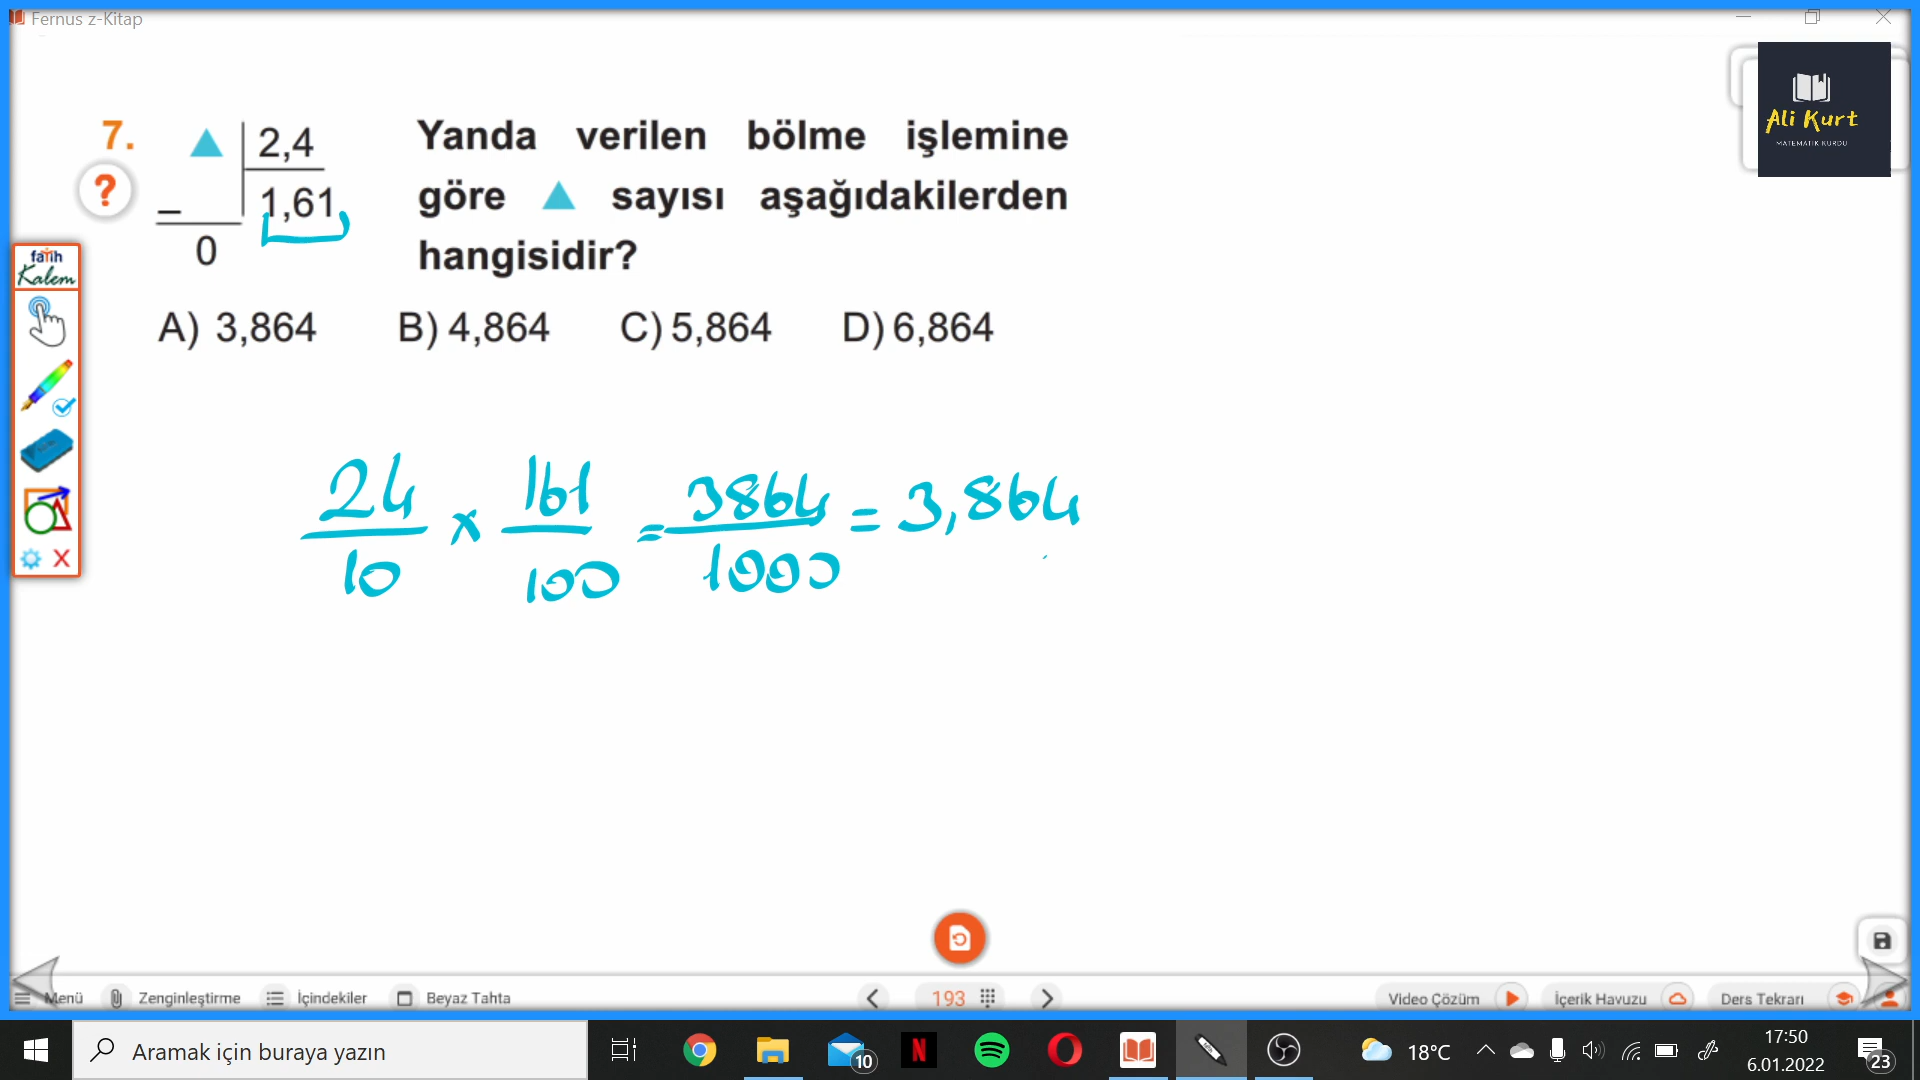 Fernus z-Kitap
Ali Kurt
MATEMATİK KURDU
7. 2,4
1,61
? –
0
Yanda verilen bölme işlemine
göre sayısı aşağıdakilerden
hangisidir?
A) 3,864 B) 4,864 C) 5,864 D) 6,864
fatih
Kalem
24/10 x 161/100 = 3864/1000 = 3,864
Menü Zenginleştirme İçindekiler Beyaz Tahta 193 Video Çözüm İçerik Havuzu Ders Tekrarı
Aramak için buraya yazın 10 N 18°C 17:50
6.01.2022 23